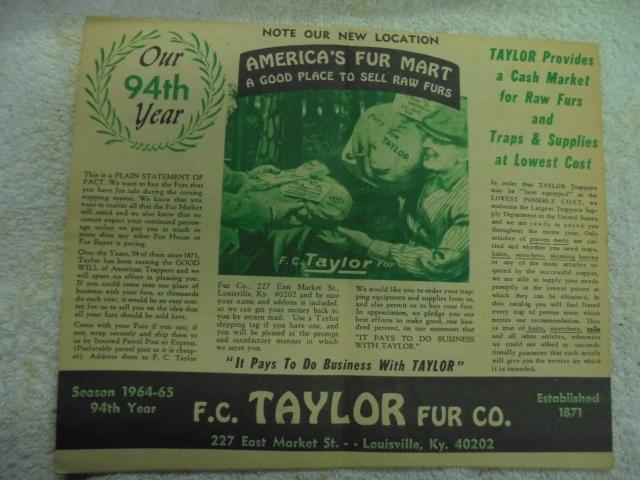 NOTE OUR NEW LOCATION
Our
94th
Year
AMERICA'S FUR MART
A GOOD PLACE TO SELL RAW FURS
TAYLOR
F.C. Taylor FUR
TAYLOR Provides
a Cash Market
for Raw Furs
and
Traps & Supplies
at Lowest Cost
This is a PLAIN STATEMENT OF
FACT. We want to buy the Furs that
you have for sale during the coming
trapping season. We know that you
want to realize all that the Fur Market
will stand and we also know that we
cannot expect your continued patron-
age unless we pay you as much or
more than any other Fur House or
Fur Buyer is paying.
Over the Years, 94 of them since 1871,
Taylor has been earning the GOOD
WILL of American Trappers and we
will spare no effort in pleasing you.
If you could come into our place of
business with your furs, as thousands
do each year, it would be an easy mat-
ter for us to sell you on the idea that
all your furs should be sold here.
Come with your Furs if you can; if
not, wrap securely and ship them to
us by Insured Parcel Post or Express.
(Preferably parcel post as it is cheap-
er). Address them to F. C. Taylor
Fur Co., 227 East Market St.,
Louisville, Ky. 40202 and be sure
your name and address is included,
so we can get your money back to
you by return mail. Use a Taylor
shipping tag if you have one, and
you will be pleased at the prompt
and satisfactory manner in which
we serve you.
We would like you to order your trap-
ping equipment and supplies from us,
and also permit us to buy your furs.
In appreciation, we pledge you our
best efforts to make good, one hun-
dred percent, on our statement that
"IT PAYS TO DO BUSINESS
WITH TAYLOR."
In order that TAYLOR Trappers
may be "best equipped" at the
LOWEST POSSIBLE COST, we
maintain the Largest Trappers Sup-
ply Department in the United States
and we are ready to serve you
throughout the entire year. Only
articles of proven merit are car-
ried and whether you need traps,
baits, stretchers, skinning knives
or any of the many articles re-
quired by the successful trapper,
we are able to supply your needs
promptly at the lowest prices at
which they can be obtained. In
this catalog you will find listed
every trap of proven merit which
merits our recommendation. This
is true of baits, stretchers, calls
and all other articles, otherwise
we could not afford to uncondi-
tionally guarantee that each article
will give you the service for which
it is intended.
"It Pays To Do Business With TAYLOR"
Season 1964-65
94th Year
F.C. TAYLOR FUR CO.
Established
1871
227 East Market St. - - Louisville, Ky. 40202